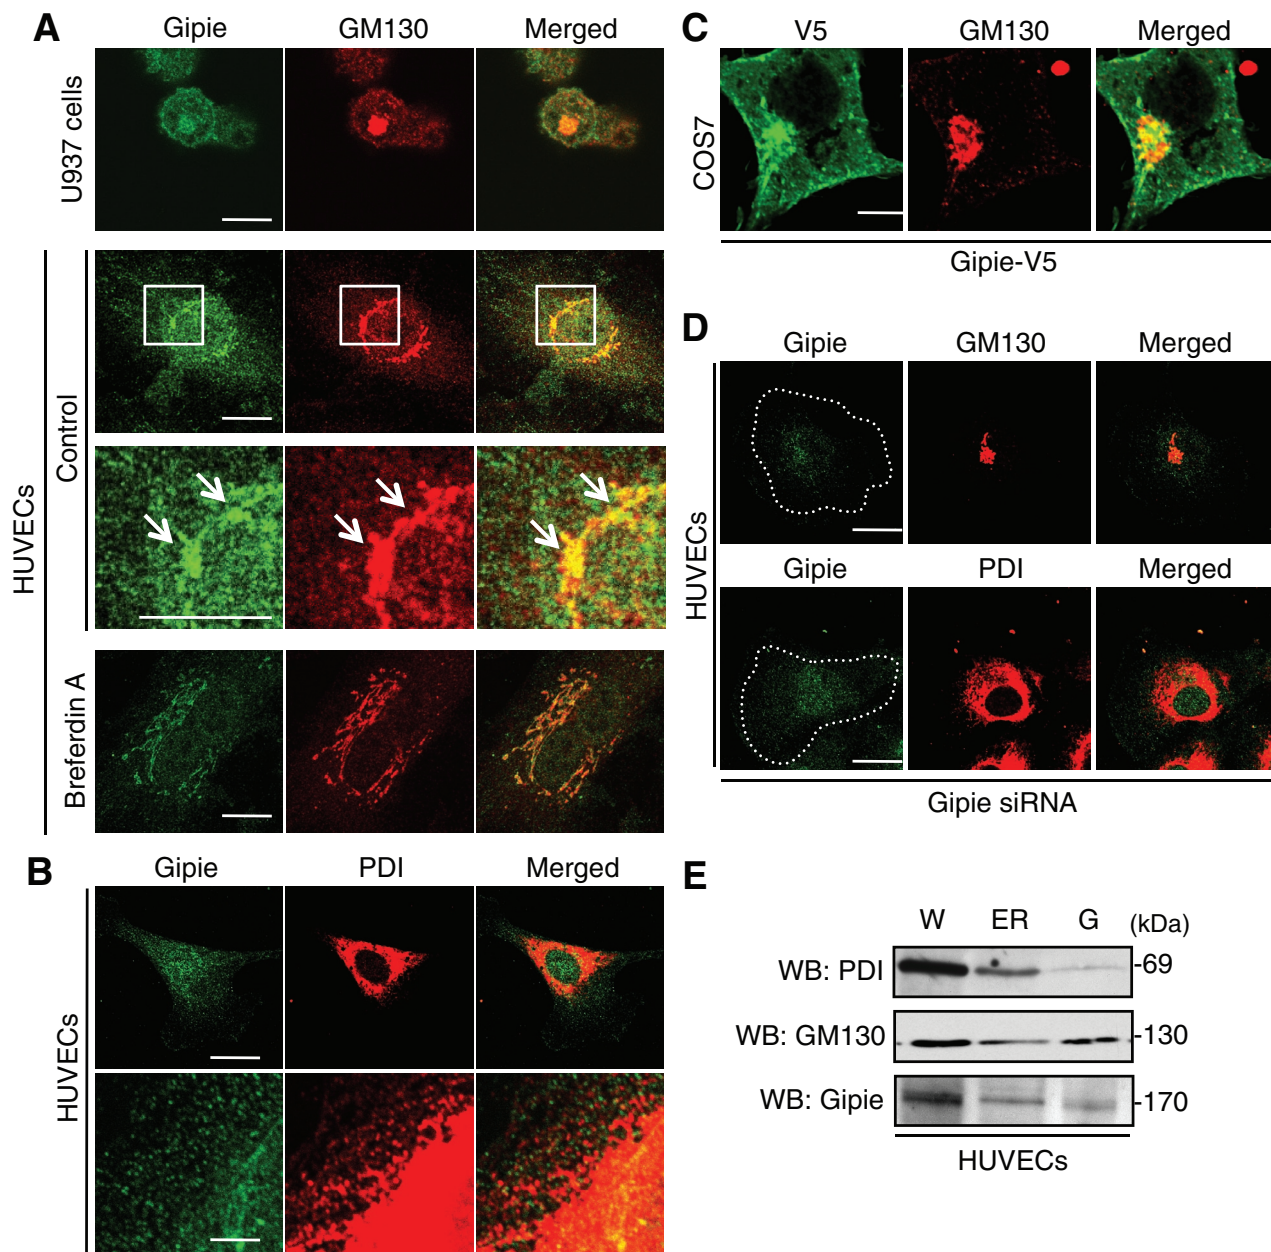 A
Gipie GM130 Merged
U937 cells
HUVECs
Control
Breferdin A
B
Gipie PDI Merged
HUVECs
C
V5 GM130 Merged
COS7
Gipie-V5
D
Gipie GM130 Merged
HUVECs
Gipie PDI Merged
Gipie siRNA
E
W ER G (kDa)
WB: PDI -69
WB: GM130 -130
WB: Gipie -170
HUVECs